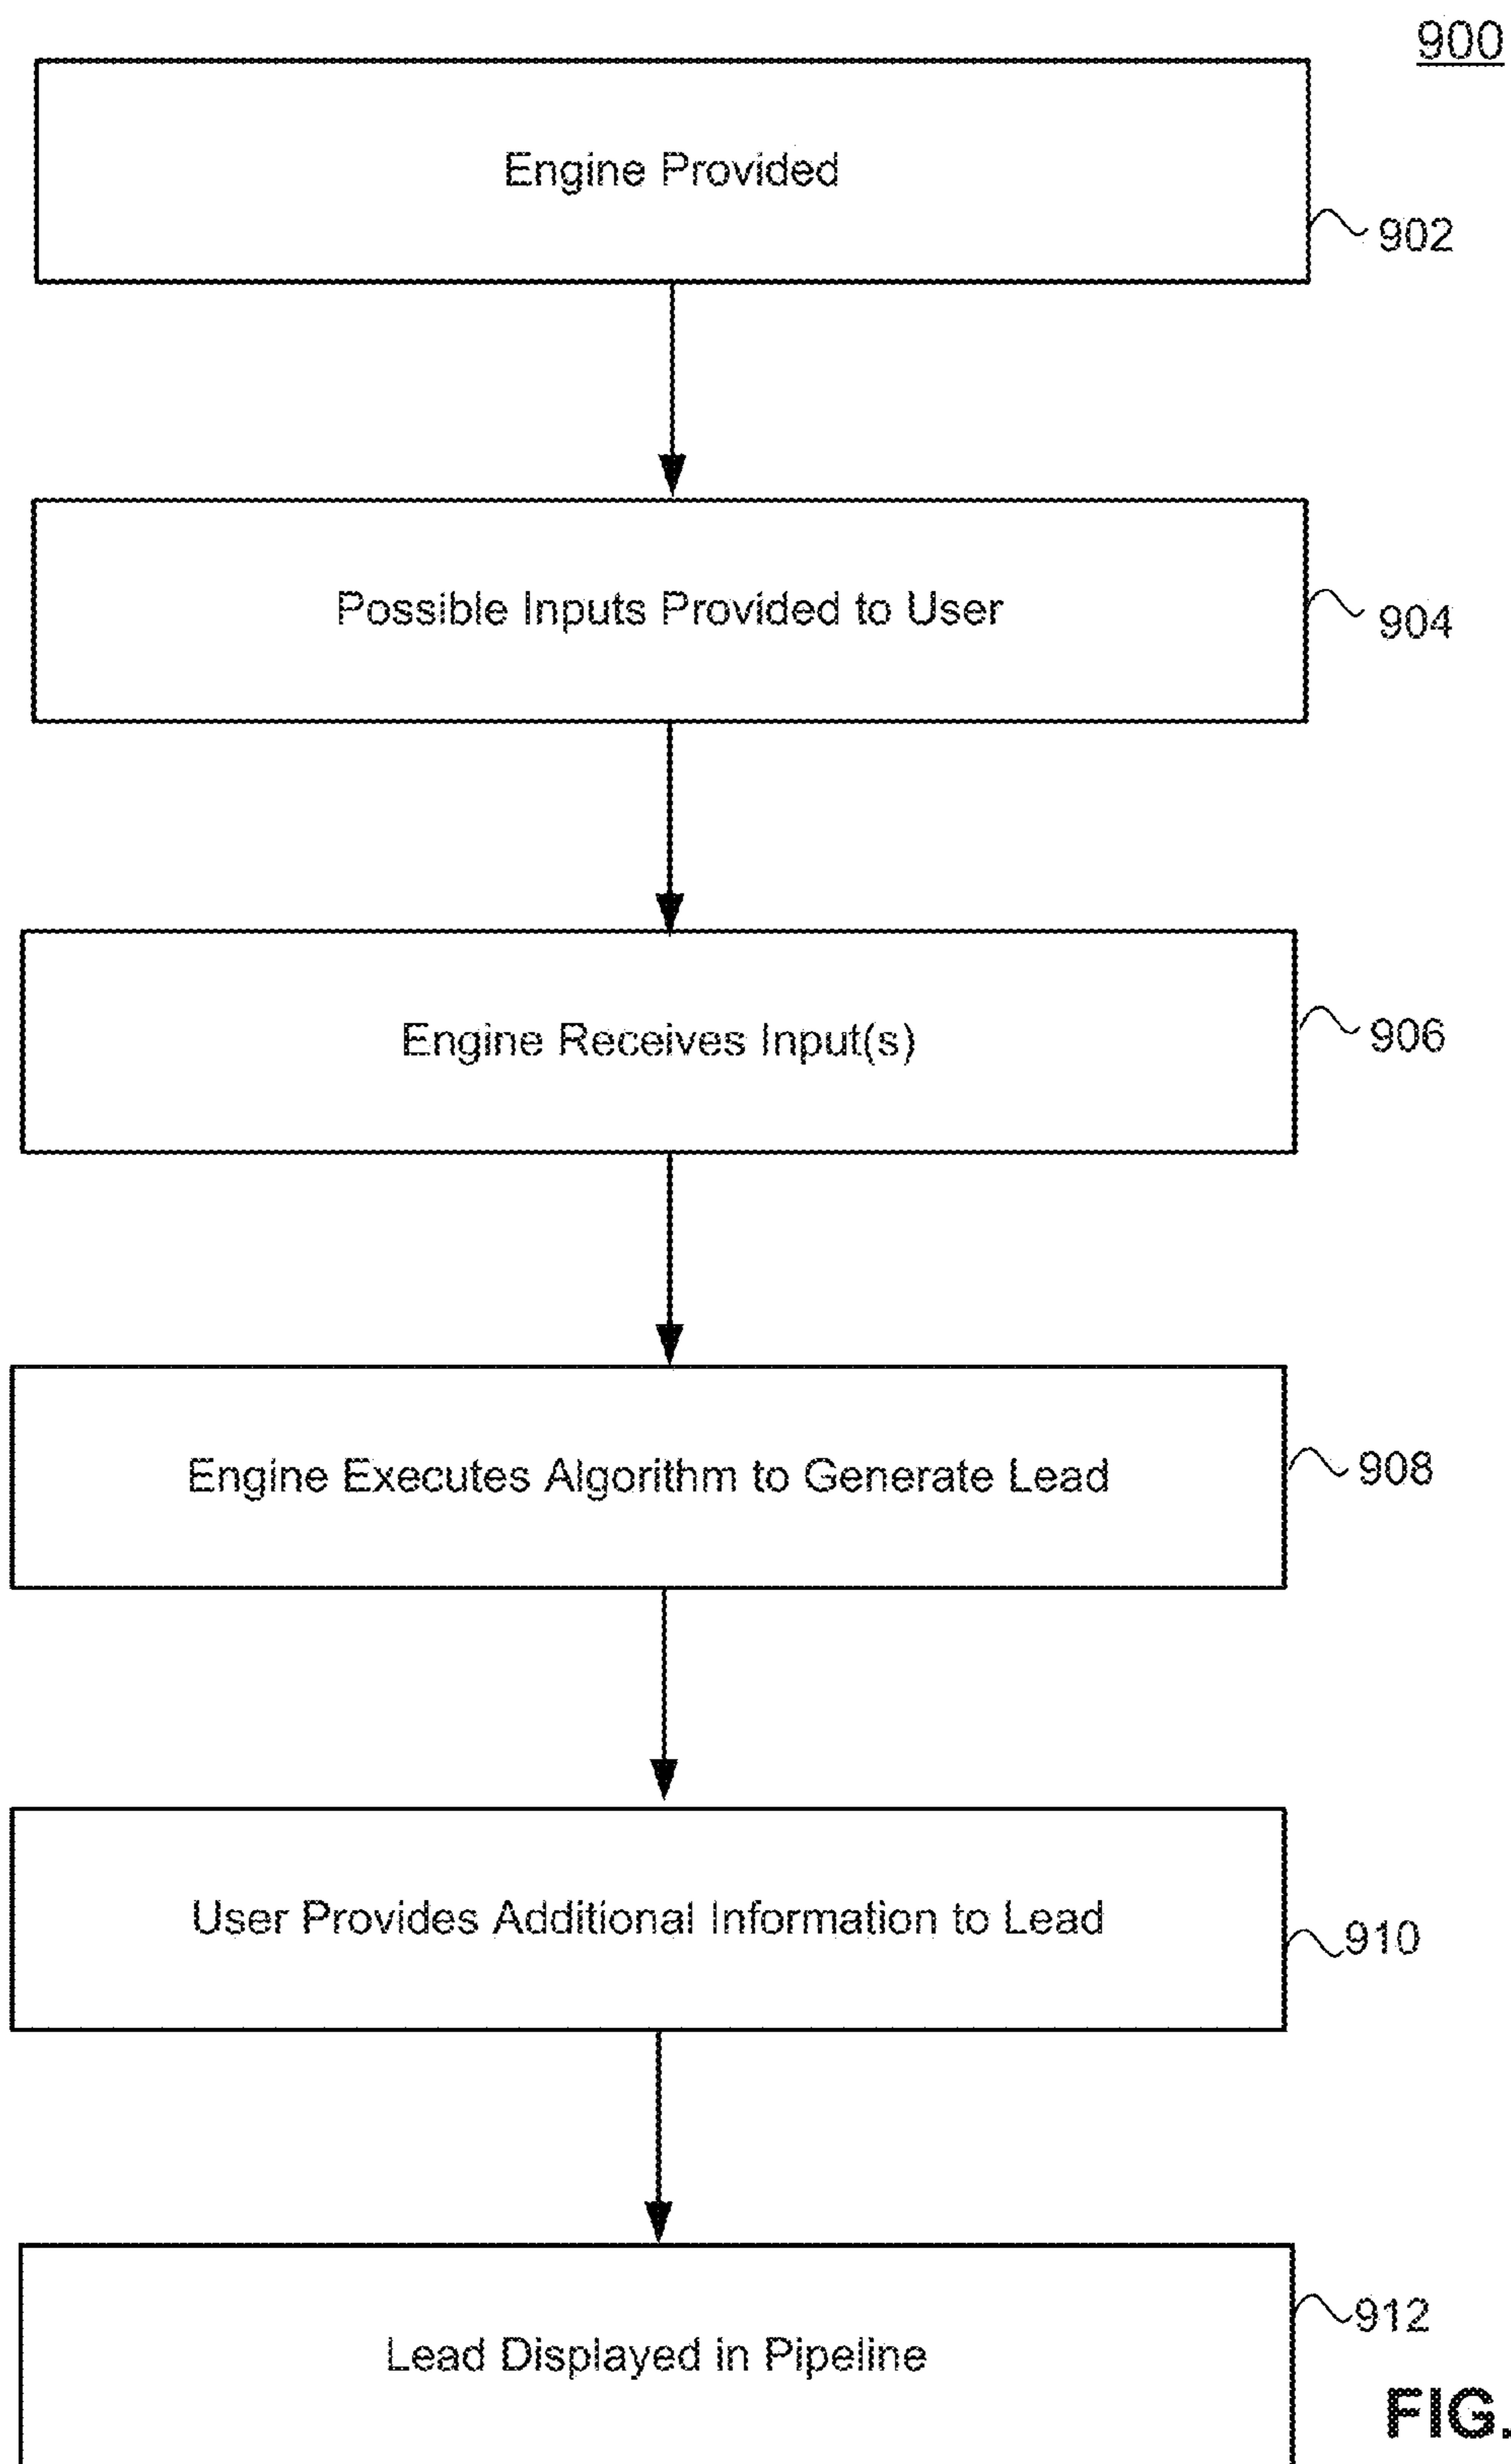 900
Engine Provided
902
Possible Inputs Provided to User
904
Engine Receives Input(s)
906
Engine Executes Algorithm to Generate Lead
908
User Provides Additional Information to Lead
910
Lead Displayed in Pipeline
912
FIG.